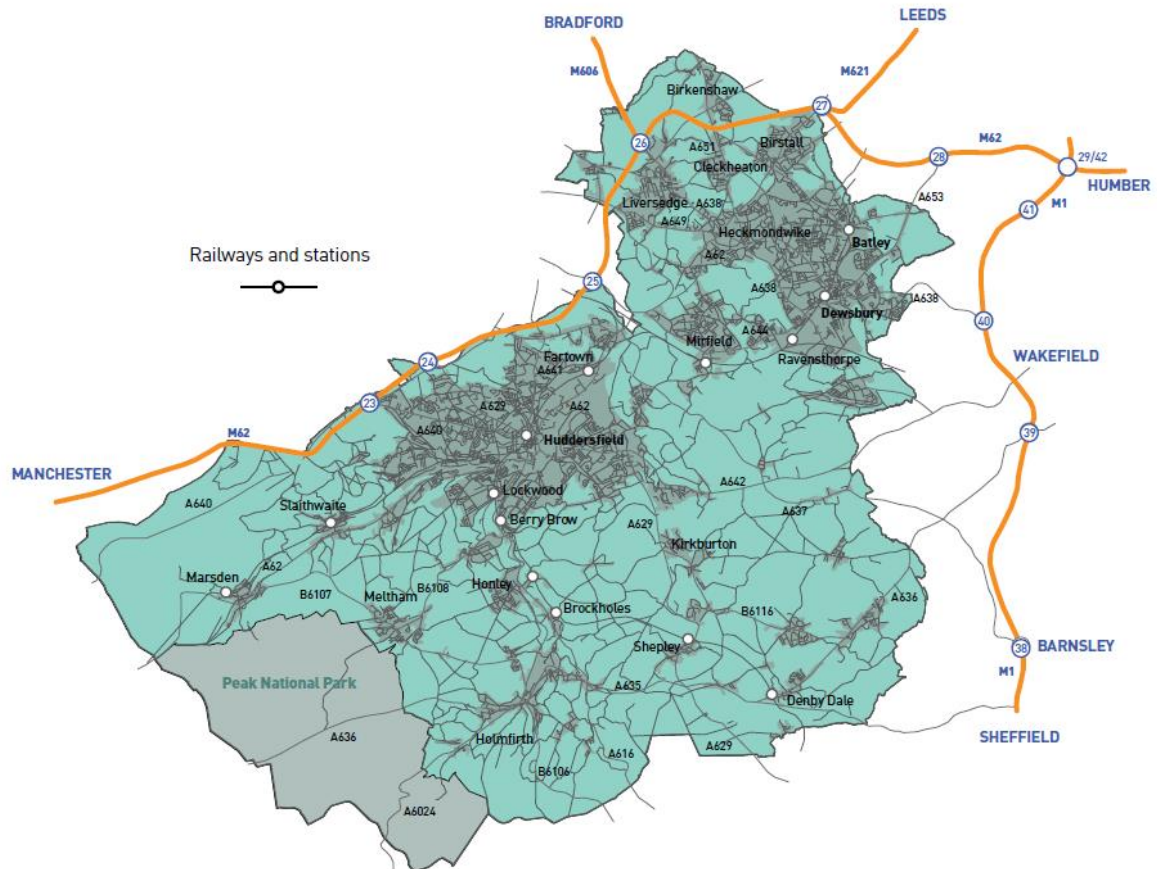 LEEDS
BRADFORD
M606
M621
Birkenshaw
27
26
Birstall
M62
28
29/42
A651
Cleckheaton
HUMBER
A653
M1
41
Liversedge
A638
A649
Heckmondwike
Batley
Railways and stations
A62
25
A638
A638
Dewsbury
40
A644
Mirfield
Ravensthorpe
WAKEFIELD
24
Fartown
A641
23
A629
A62
A640
39
M62
Huddersfield
MANCHESTER
A642
Lockwood
A640
Slaithwaite
A637
Berry Brow
A629
Kirkburton
A62
Marsden
B6107
Meltham
B6108
Honley
A636
Brockholes
B6116
Shepley
38
BARNSLEY
M1
Peak National Park
A635
Denby Dale
A636
Holmfirth
SHEFFIELD
A616
A629
B6106
A6024